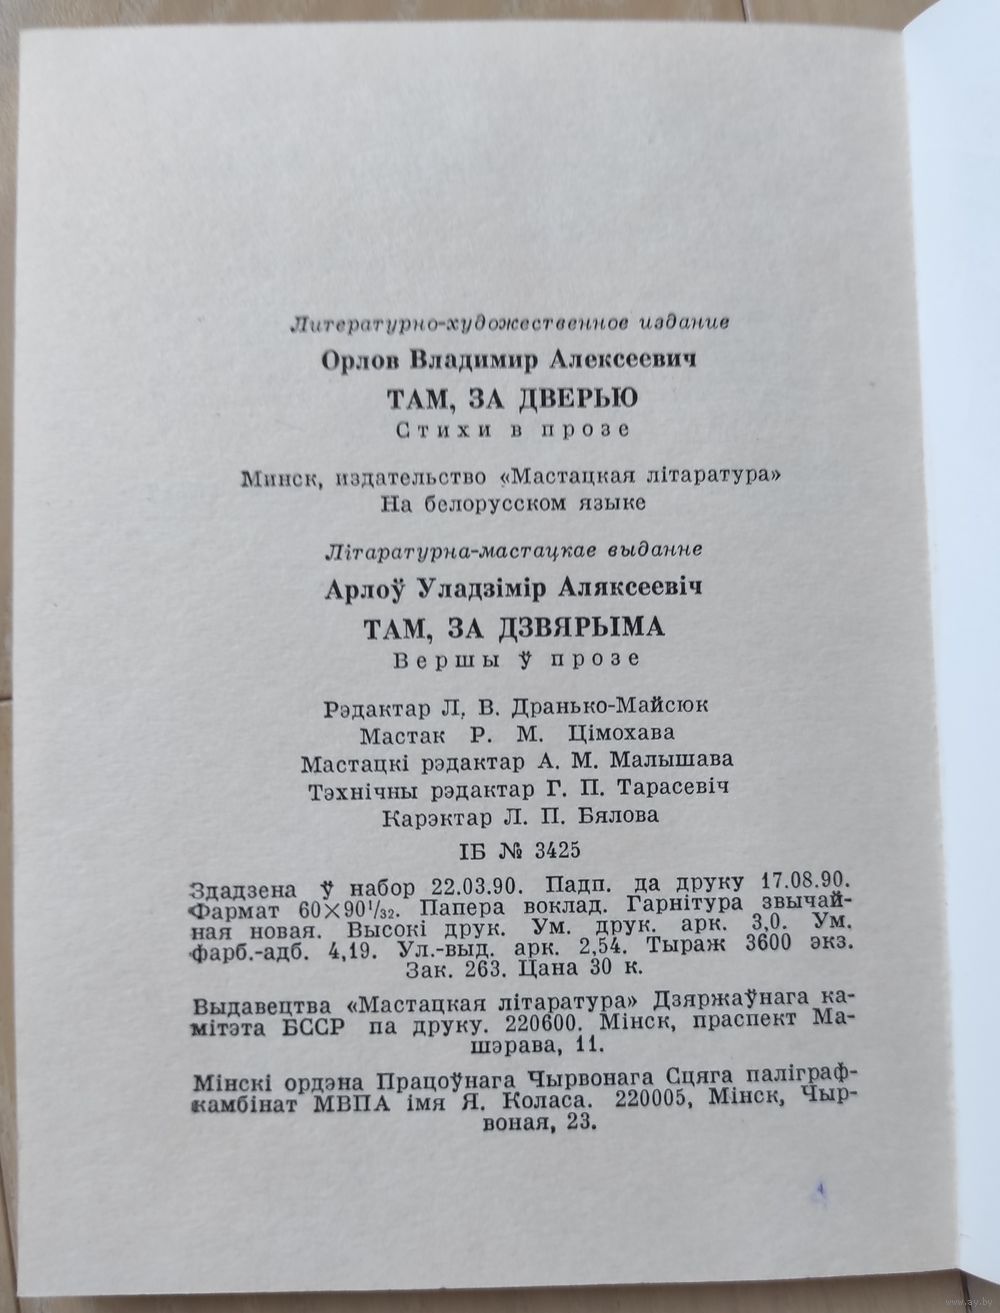 Литературно-художественное издание
Орлов Владимир Алексеевич
ТАМ, ЗА ДВЕРЬЮ
Стихи в прозе
Минск, издательство «Мастацкая літаратура»
На белорусском языке
Літаратурна-мастацкае выданне
Арлоў Уладзімір Аляксеевіч
ТАМ, ЗА ДЗВЯРЫМА
Вершы ў прозе
Рэдактар Л. В. Дранько-Майсюк
Мастак Р. М. Цімохава
Мастацкі рэдактар А. М. Малышава
Тэхнічны рэдактар Г. П. Тарасевіч
Карэктар Л. П. Бялова
ІБ № 3425
Здадзена ў набор 22.03.90. Падп. да друку 17.08.90.
Фармат 60×90¹/₃₂. Папера воклад. Гарнітура звычай-
ная новая. Высокі друк. Ум. друк. арк. 3,0. Ум.
фарб.-адб. 4,19. Ул.-выд. арк. 2,54. Тыраж 3600 экз.
Зак. 263. Цана 30 к.
Выдавецтва «Мастацкая літаратура» Дзяржаўнага ка-
мітэта БССР па друку. 220600. Мінск, праспект Ма-
шэрава, 11.
Мінскі ордэна Працоўнага Чырвонага Сцяга паліграф-
камбінат МВПА імя Я. Коласа. 220005, Мінск, Чыр-
воная, 23.
4
www.ay.by